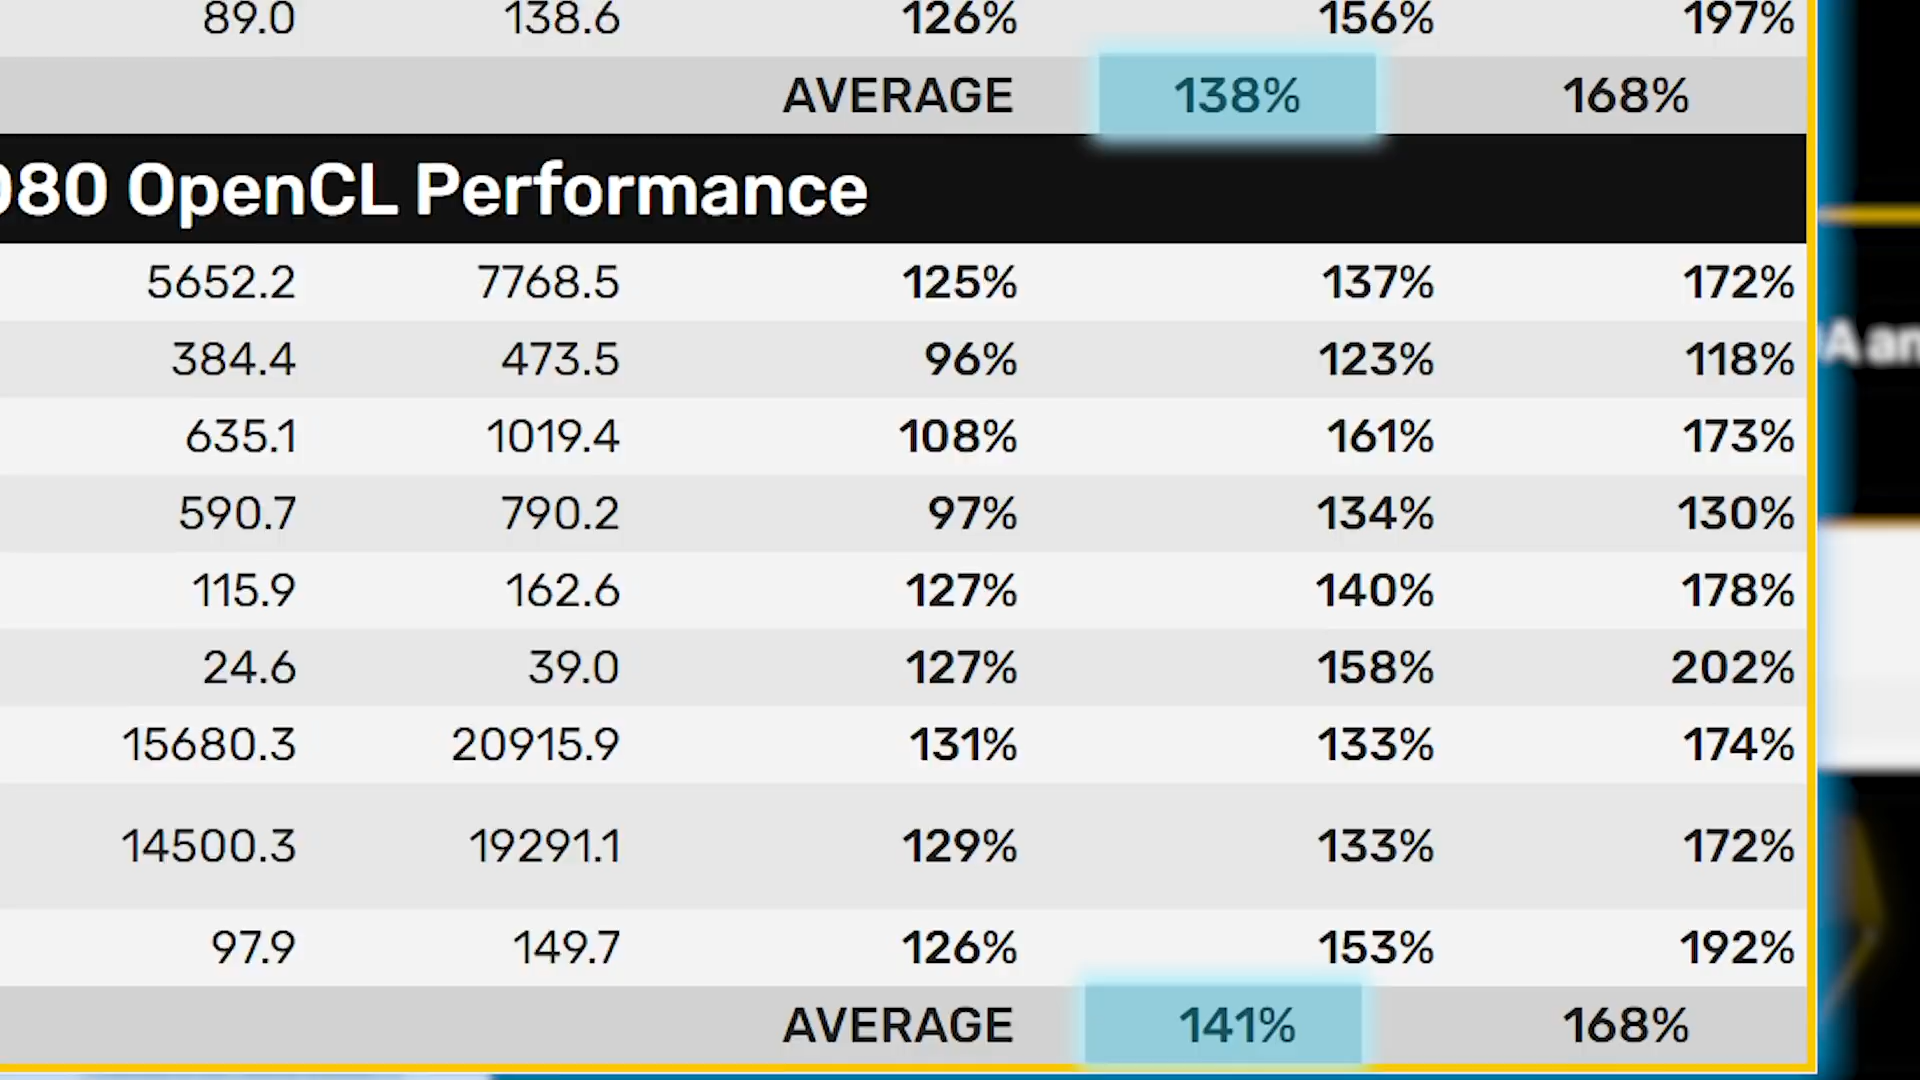 89.0 138.6 126% 156% 197%
AVERAGE 138% 168%
080 OpenCL Performance
5652.2 7768.5 125% 137% 172%
384.4 473.5 96% 123% 118%
635.1 1019.4 108% 161% 173%
590.7 790.2 97% 134% 130%
115.9 162.6 127% 140% 178%
24.6 39.0 127% 158% 202%
15680.3 20915.9 131% 133% 174%
14500.3 19291.1 129% 133% 172%
97.9 149.7 126% 153% 192%
AVERAGE 141% 168%